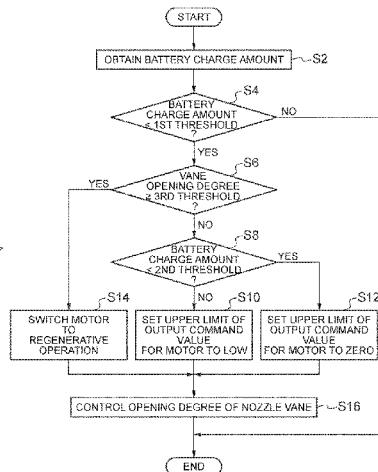 START
OBTAIN BATTERY CHARGE AMOUNT
S2
S4
BATTERY
CHARGE AMOUNT
< 1ST THRESHOLD
?
NO
YES
S6
VANE
OPENING DEGREE
≥ 3RD THRESHOLD
?
YES
NO
S8
BATTERY
CHARGE AMOUNT
< 2ND THRESHOLD
?
YES
NO
S14
SWITCH MOTOR
TO
REGENERATIVE
OPERATION
S10
SET UPPER LIMIT OF
OUTPUT COMMAND
VALUE
FOR MOTOR TO LOW
S12
SET UPPER LIMIT OF
OUTPUT COMMAND
VALUE
FOR MOTOR TO ZERO
CONTROL OPENING DEGREE OF NOZZLE VANE
S16
END